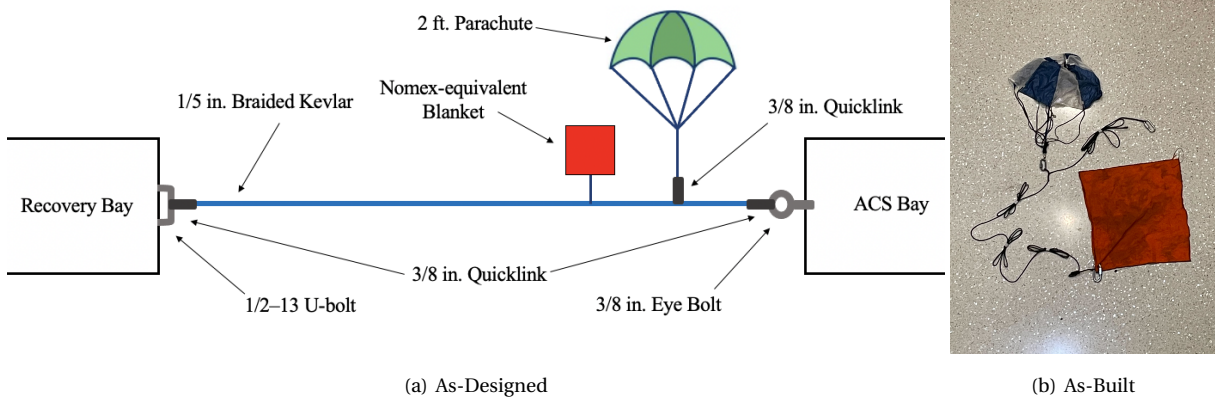 2 ft. Parachute
Nomex-equivalent
Blanket
1/5 in. Braided Kevlar
3/8 in. Quicklink
Recovery Bay
ACS Bay
3/8 in. Quicklink
1/2–13 U-bolt
3/8 in. Eye Bolt
(a) As-Designed
(b) As-Built